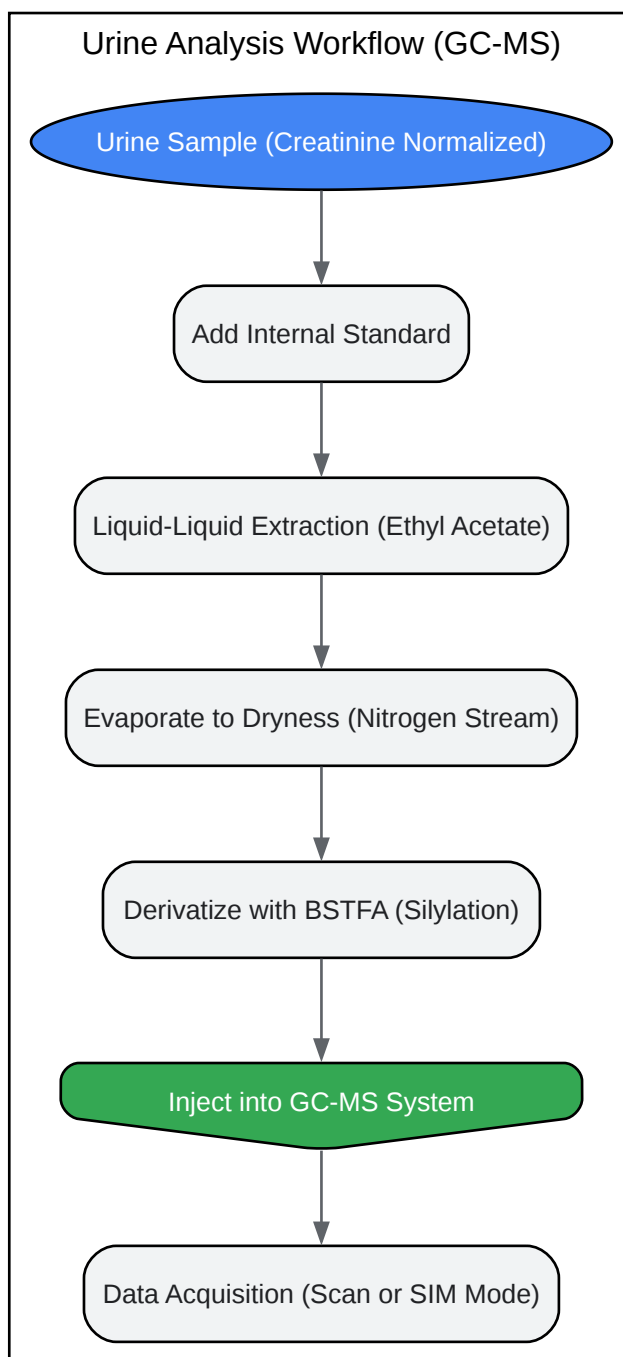 Urine Analysis Workflow (GC-MS)
Urine Sample (Creatinine Normalized)
Add Internal Standard
Liquid-Liquid Extraction (Ethyl Acetate)
Evaporate to Dryness (Nitrogen Stream)
Derivatize with BSTFA (Silylation)
Inject into GC-MS System
Data Acquisition (Scan or SIM Mode)